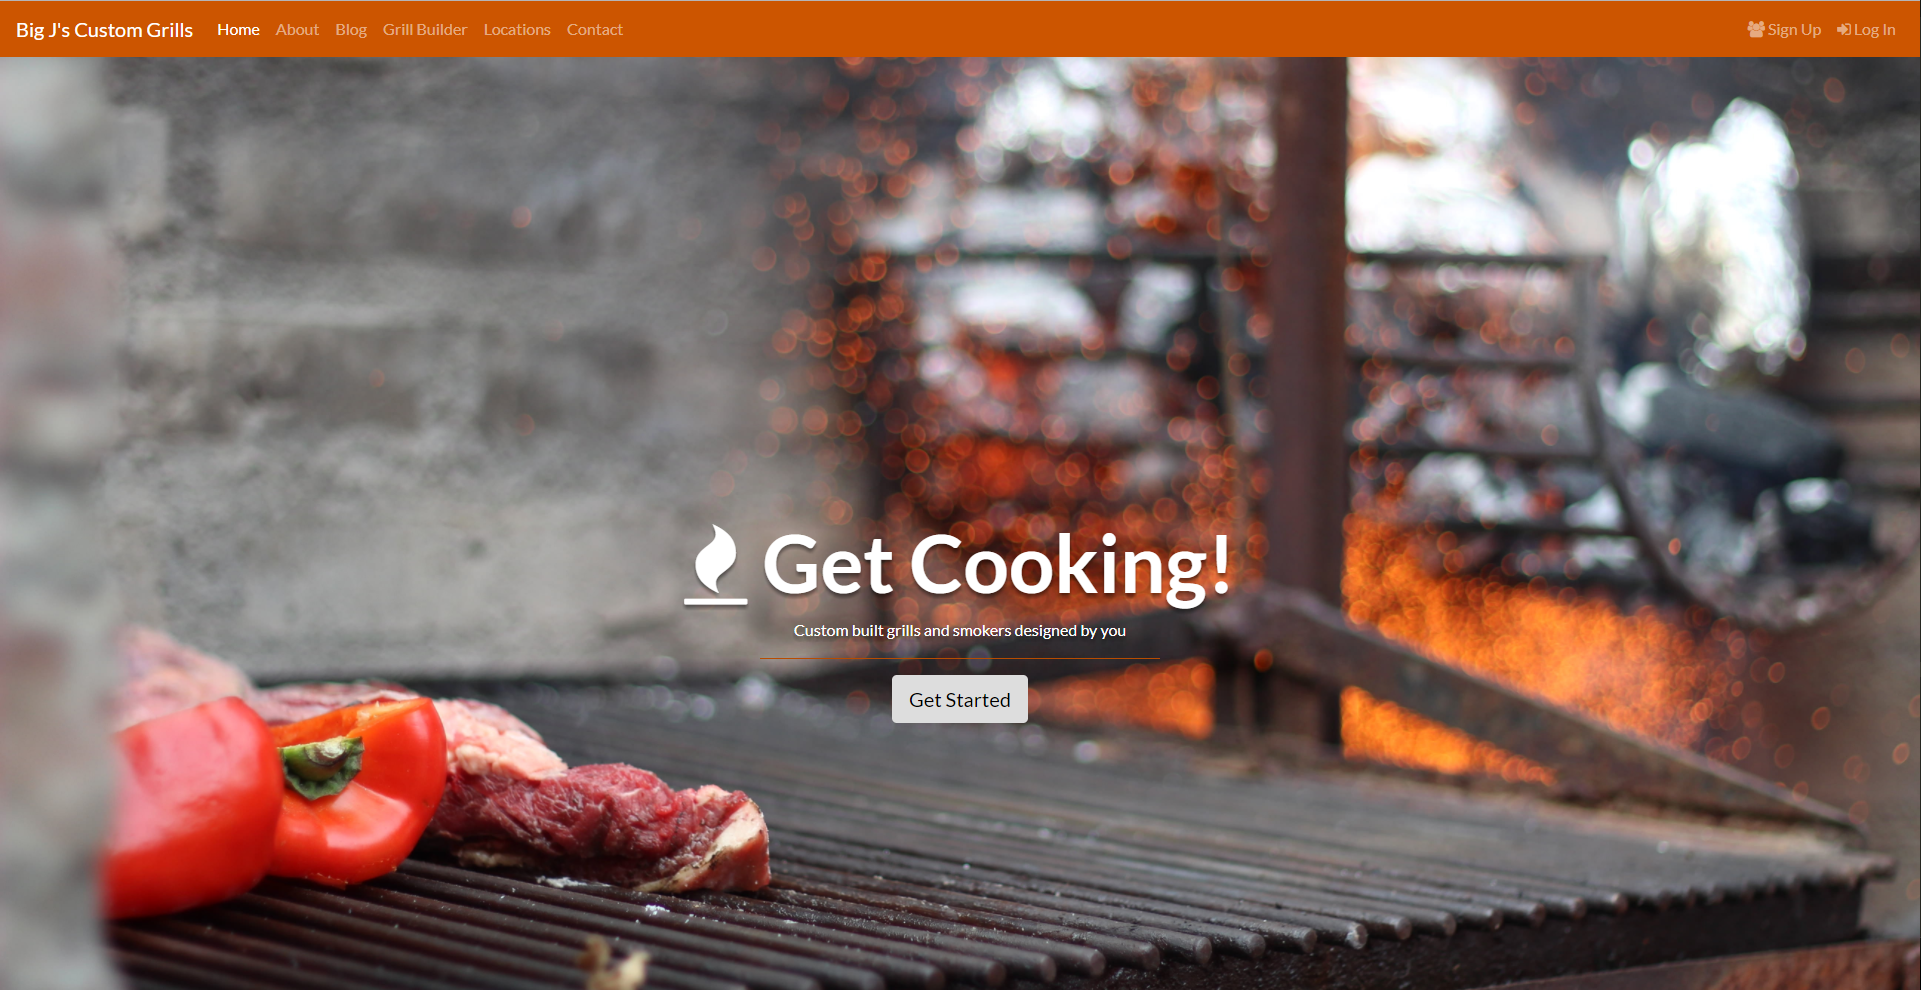 Big J's Custom Grills Home About Blog Grill Builder Locations Contact Sign Up Log In
Get Cooking!
Custom built grills and smokers designed by you
Get Started